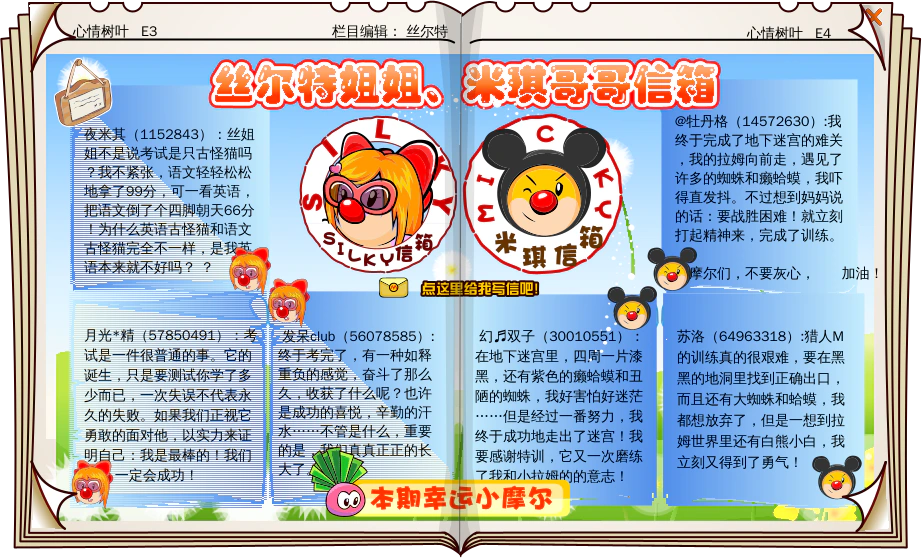 心情树叶 E3
栏目编辑： 丝尔特
心情树叶 E4
丝尔特姐姐、米琪哥哥信箱
夜米其（1152843）：丝姐
姐不是说考试是只古怪猫吗
？我不紧张，语文轻轻松松
地拿了99分，可一看英语，
把语文倒了个四脚朝天66分
！为什么英语古怪猫和语文
古怪猫完全不一样，是我英
语本来就不好吗？ ？
SILKY
SILKY信箱
MICKY
米琪信箱
点这里给我写信吧！
@牡丹格（14572630）:我
终于完成了地下迷宫的难关
，我的拉姆向前走，遇见了
许多的蜘蛛和癞蛤蟆，我吓
得直发抖。不过想到妈妈说
的话：要战胜困难！就立刻
打起精神来，完成了训练。
摩尔们，不要灰心， 加油！
月光*精（57850491）：考
试是一件很普通的事。它的
诞生，只是要测试你学了多
少而已，一次失误不代表永
久的失败。如果我们正视它
勇敢的面对他，以实力来证
明自己：我是最棒的！我们
一定会成功！
发呆club（56078585）:
终于考完了，有一种如释
重负的感觉，奋斗了那么
久，收获了什么呢？也许
是成功的喜悦，辛勤的汗
水……不管是什么，重要
的是，我们真真正正的长
大了
幻♬双子（30010551）：
在地下迷宫里，四周一片漆
黑，还有紫色的癞蛤蟆和丑
陋的蜘蛛，我好害怕好迷茫
……但是经过一番努力，我
终于成功地走出了迷宫！我
要感谢特训，它又一次磨练
了我和小拉姆的的意志！
苏洛（64963318）:猎人M
的训练真的很艰难，要在黑
黑的地洞里找到正确出口，
而且还有大蜘蛛和蛤蟆，我
都想放弃了，但是一想到拉
姆世界里还有白熊小白，我
立刻又得到了勇气！
本期幸运小摩尔